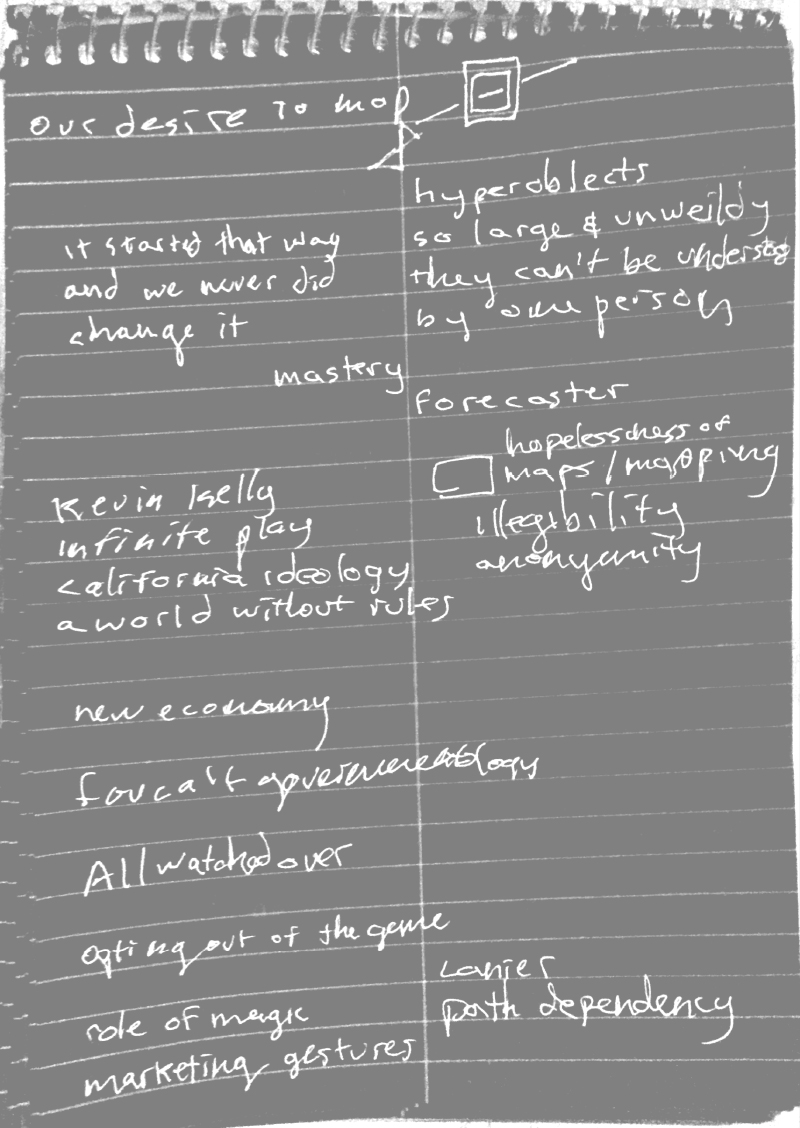 our desire to map
it started that way
and we never did
change it
mastery
Kevin Kelly
infinite play
california ideology
a world without rules
new economy
fouca't
All watched over
opting out of the game
role of magic
marketing gestures
hyperoblects
so large & unweildy
they can't be understood
by one person
forecaster
hopelessness of
maps/mapping
illegibility
anonymity
Lanier
path dependency